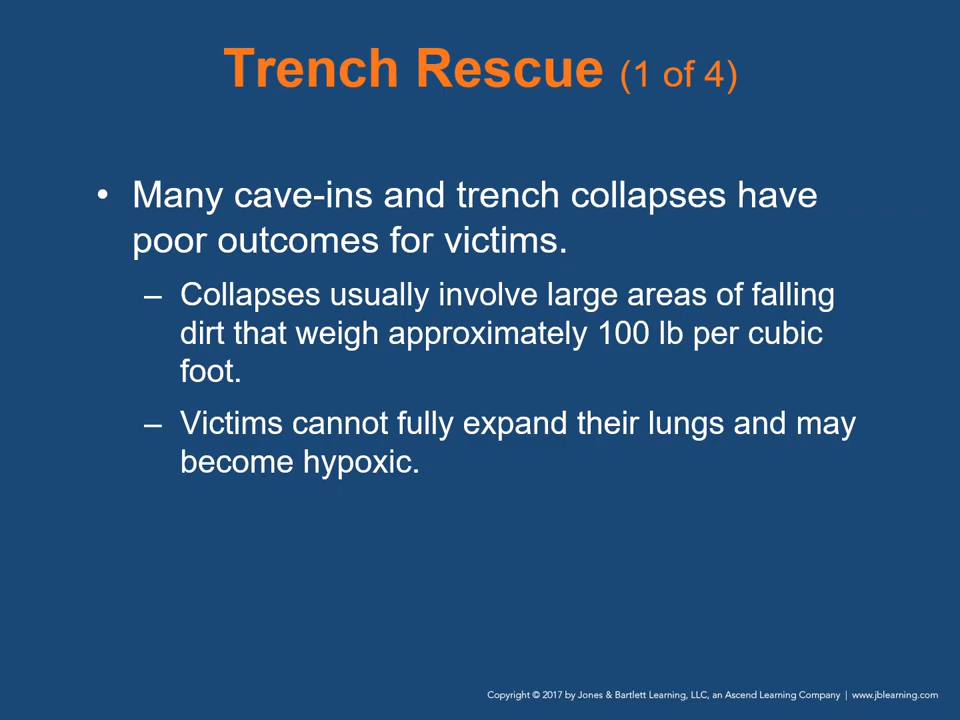 Trench Rescue (1 of 4)
• Many cave-ins and trench collapses have
poor outcomes for victims.
– Collapses usually involve large areas of falling
dirt that weigh approximately 100 lb per cubic
foot.
– Victims cannot fully expand their lungs and may
become hypoxic.
Copyright © 2017 by Jones & Bartlett Learning, LLC, an Ascend Learning Company | www.jblearning.com